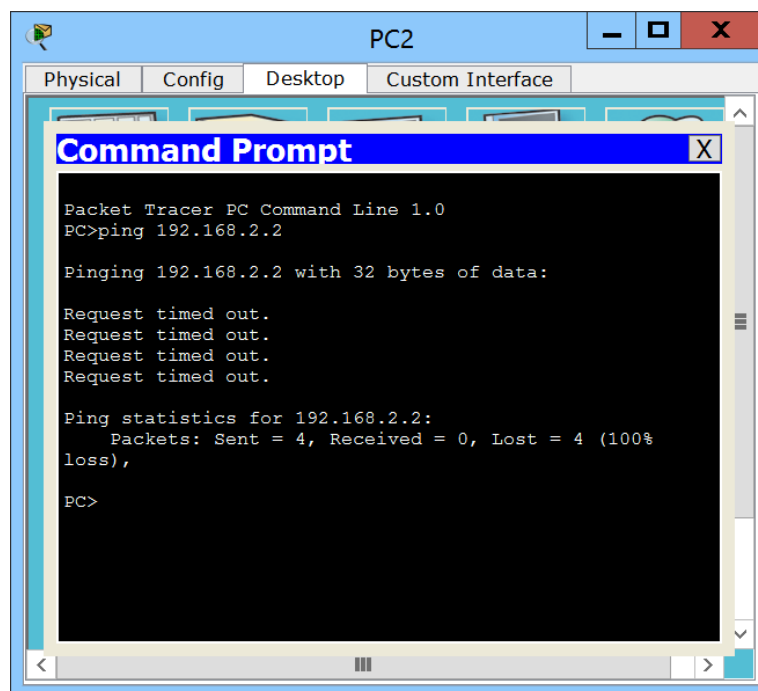 PC2
Physical Config Desktop Custom Interface
Command Prompt X
Packet Tracer PC Command Line 1.0
PC>ping 192.168.2.2
Pinging 192.168.2.2 with 32 bytes of data:
Request timed out.
Request timed out.
Request timed out.
Request timed out.
Ping statistics for 192.168.2.2:
Packets: Sent = 4, Received = 0, Lost = 4 (100%
loss),
PC>